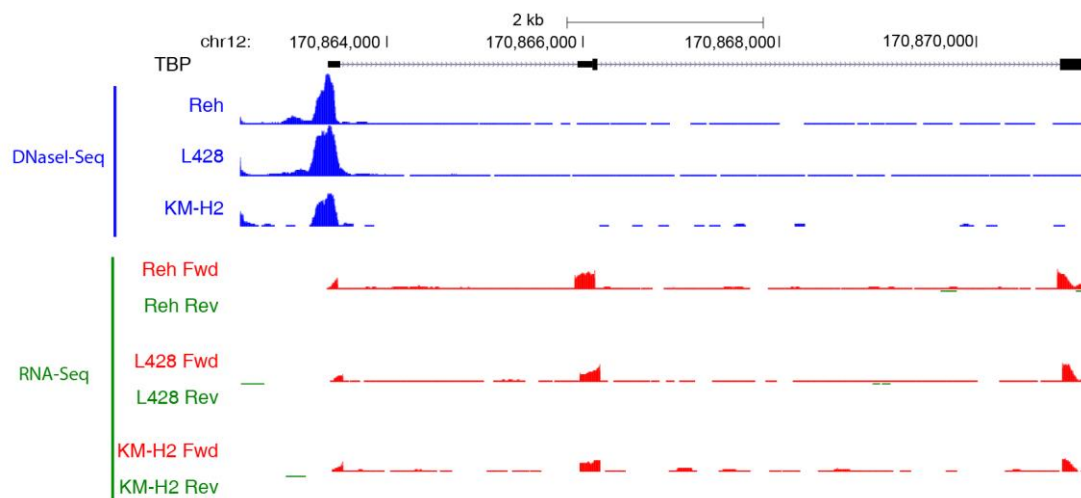 2 kb
chr12: 170,864,000 170,866,000 170,868,000 170,870,000
TBP
DNaseI-Seq
Reh
L428
KM-H2
RNA-Seq
Reh Fwd
Reh Rev
L428 Fwd
L428 Rev
KM-H2 Fwd
KM-H2 Rev